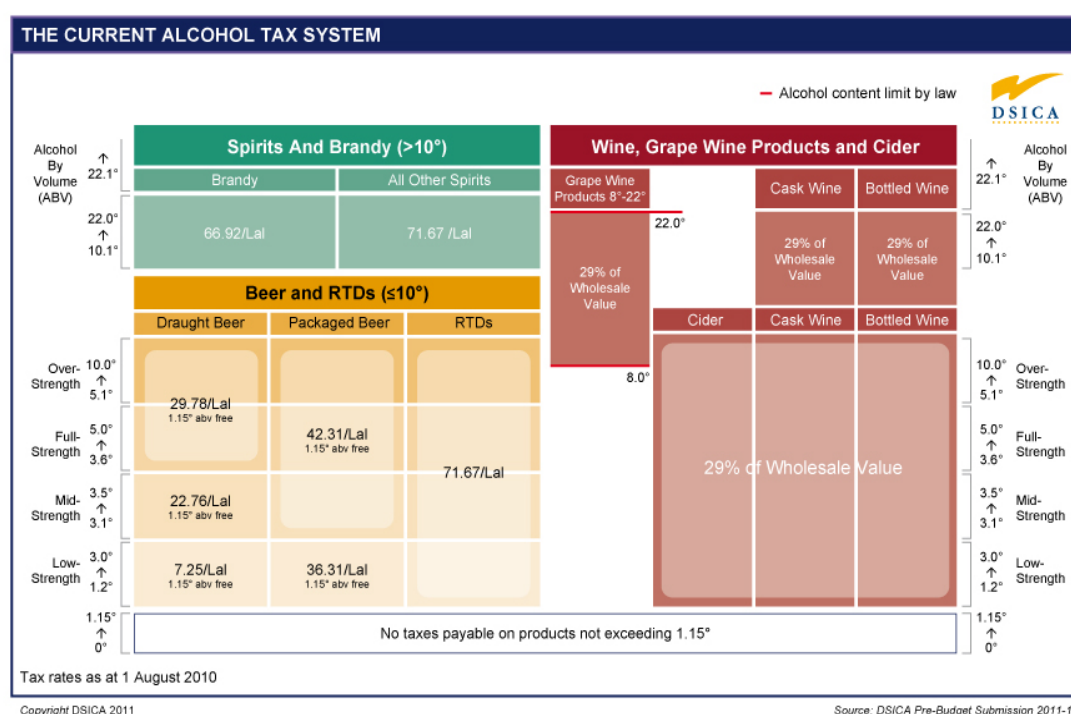 THE CURRENT ALCOHOL TAX SYSTEM
Alcohol content limit by law
DSICA
Alcohol
By
Volume
(ABV)
↑
22.1°
22.0°
↑
10.1°
Spirits And Brandy (>10°)
Brandy
All Other Spirits
66.92/Lal
71.67 /Lal
Wine, Grape Wine Products and Cider
Grape Wine
Products 8°-22°
22.0°
29% of
Wholesale
Value
8.0°
Cask Wine
Bottled Wine
29% of
Wholesale
Value
29% of
Wholesale
Value
↑
22.1°
Alcohol
By
Volume
(ABV)
22.0°
↑
10.1°
Beer and RTDs (≤10°)
Draught Beer
Packaged Beer
RTDs
Cider
Cask Wine
Bottled Wine
Over-
Strength
10.0°
↑
5.1°
Full-
Strength
5.0°
↑
3.6°
Mid-
Strength
3.5°
↑
3.1°
Low-
Strength
3.0°
↑
1.2°
29.78/Lal
1.15° abv free
22.76/Lal
1.15° abv free
7.25/Lal
1.15° abv free
42.31/Lal
1.15° abv free
36.31/Lal
1.15° abv free
71.67/Lal
29% of Wholesale Value
10.0°
↑
5.1°
Over-
Strength
5.0°
↑
3.6°
Full-
Strength
3.5°
↑
3.1°
Mid-
Strength
3.0°
↑
1.2°
Low-
Strength
1.15°
↑
0°
No taxes payable on products not exceeding 1.15°
1.15°
↑
0°
Tax rates as at 1 August 2010
Copyright DSICA 2011
Source: DSICA Pre-Budget Submission 2011-1